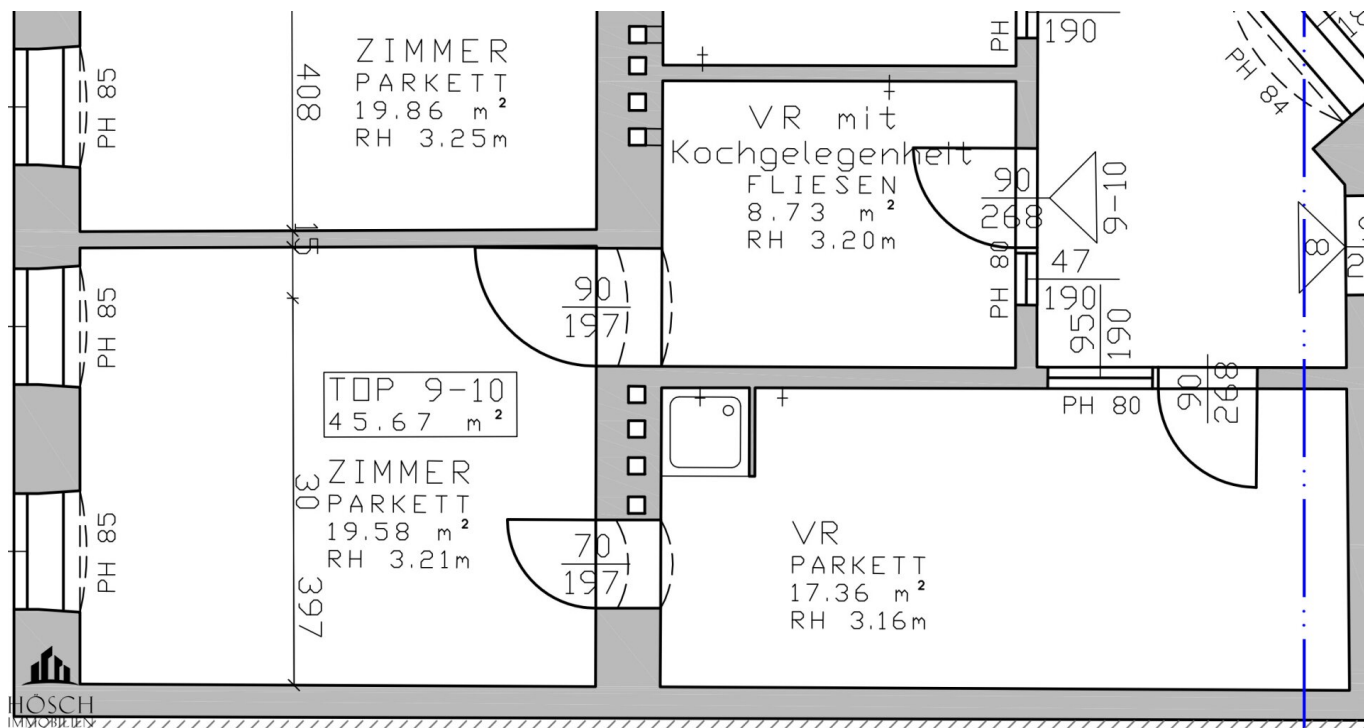 ZIMMER
PARKETT
19.86 m²
RH 3.25m
PH 85
408
15
PH
190
PH 84
VR mit
Kochgelegenheit
FLIESEN
8.73 m²
RH 3.20m
90
268
9-10
8
PH 80
47
190
95
190
PH 85
90
197
TOP 9-10
45.67 m²
ZIMMER
PARKETT
19.58 m²
RH 3.21m
30
397
PH 85
70
197
PH 80
90
268
VR
PARKETT
17.36 m²
RH 3.16m
HÖSCH
IMMOBILIEN